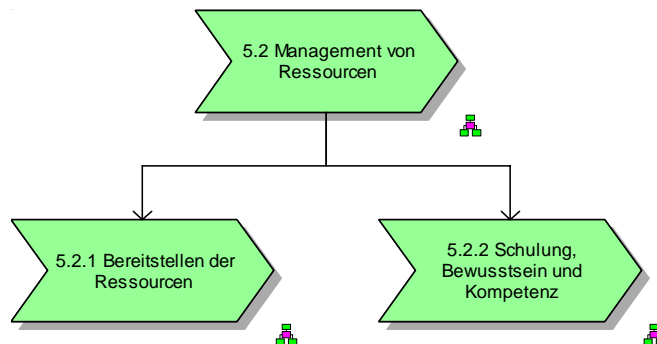 5.2 Management von
Ressourcen
5.2.1 Bereitstellen der
Ressourcen
5.2.2 Schulung,
Bewusstsein und
Kompetenz